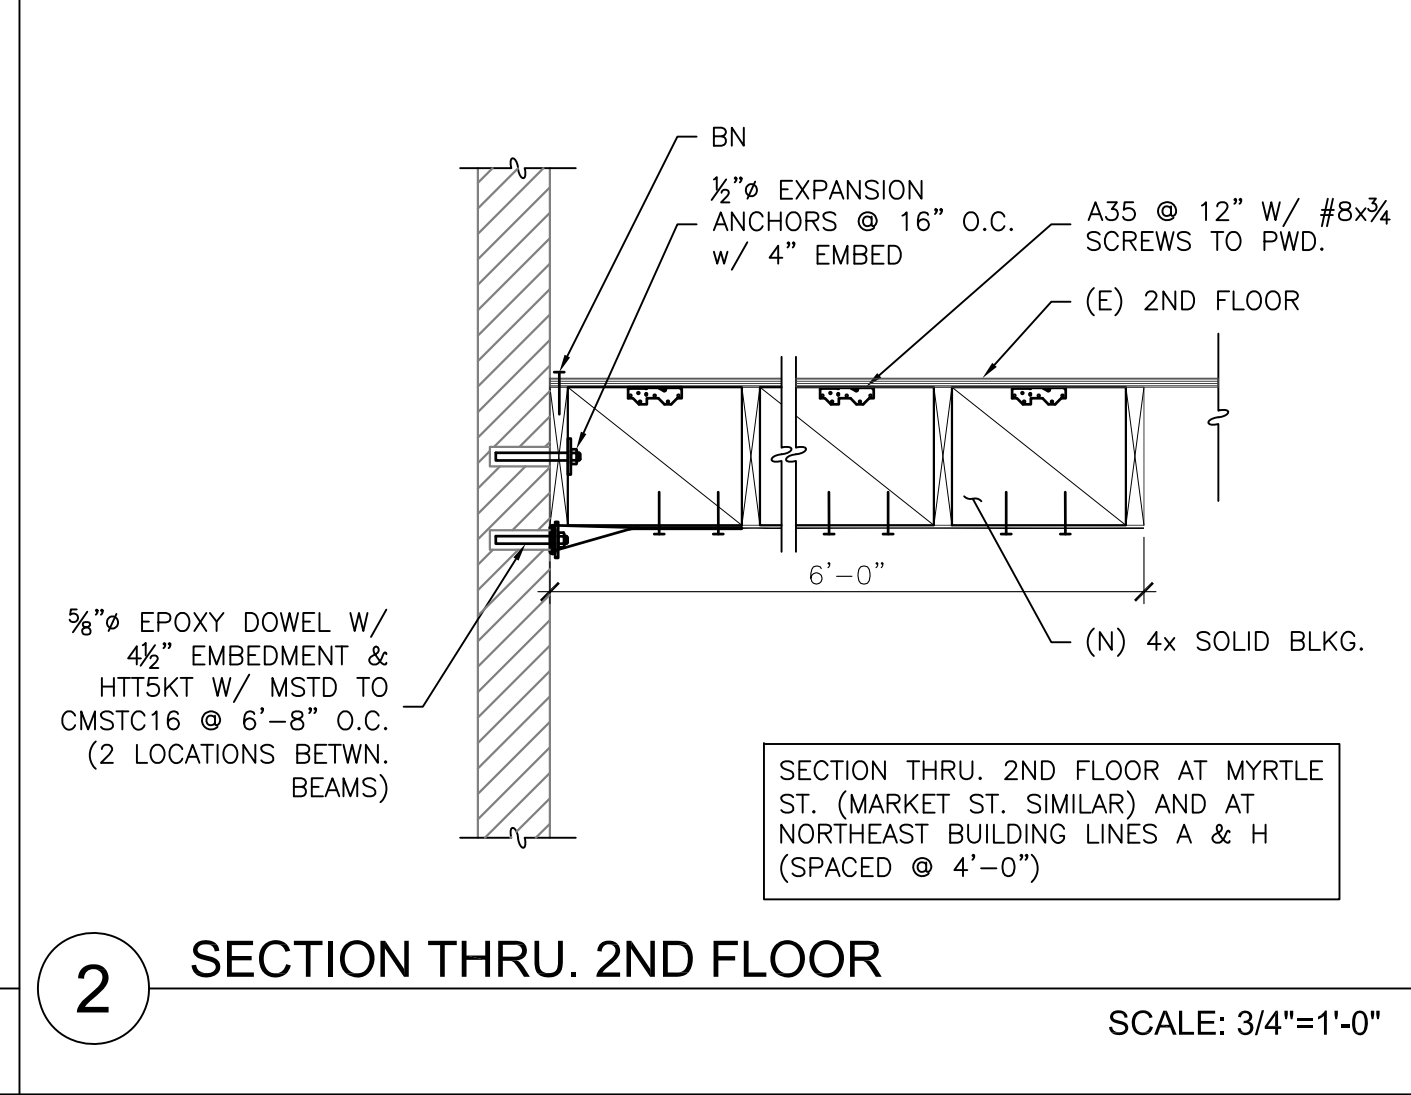 BN
½"ø EXPANSION
ANCHORS @ 16" O.C.
w/ 4" EMBED
A35 @ 12" W/ #8x¾
SCREWS TO PWD.
(E) 2ND FLOOR
6'-0"
(N) 4x SOLID BLKG.
⅝"ø EPOXY DOWEL W/
4½" EMBEDMENT &
HTT5KT W/ MSTD TO
CMSTC16 @ 6'-8" O.C.
(2 LOCATIONS BETWN.
BEAMS)
SECTION THRU. 2ND FLOOR AT MYRTLE
ST. (MARKET ST. SIMILAR) AND AT
NORTHEAST BUILDING LINES A & H
(SPACED @ 4'-0")
2
SECTION THRU. 2ND FLOOR
SCALE: 3/4"=1'-0"